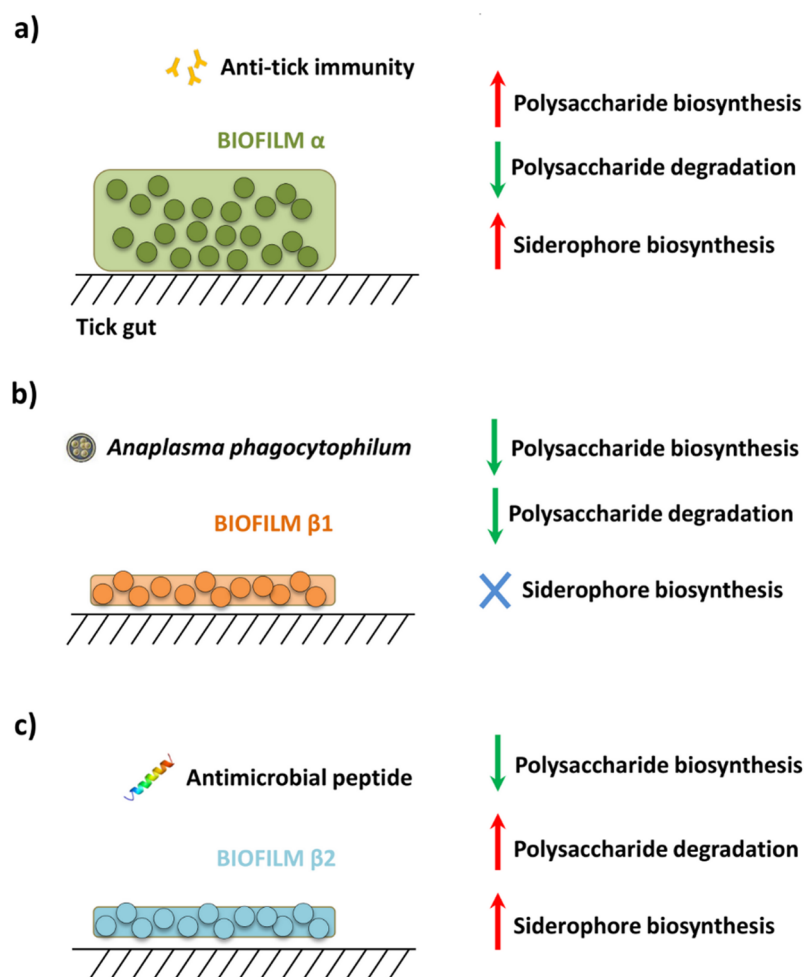 a)
Anti-tick immunity
BIOFILM α
Tick gut
Polysaccharide biosynthesis
Polysaccharide degradation
Siderophore biosynthesis
b)
Anaplasma phagocytophilum
BIOFILM β1
Polysaccharide biosynthesis
Polysaccharide degradation
Siderophore biosynthesis
c)
Antimicrobial peptide
BIOFILM β2
Polysaccharide biosynthesis
Polysaccharide degradation
Siderophore biosynthesis